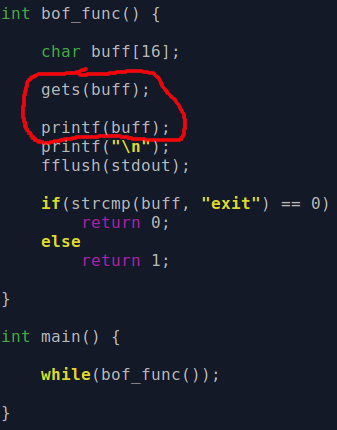 int bof_func() {
char buff[16];
gets(buff);
printf(buff);
printf("\n");
fflush(stdout);
if(strcmp(buff, "exit") == 0)
return 0;
else
return 1;
}
int main() {
while(bof_func());
}